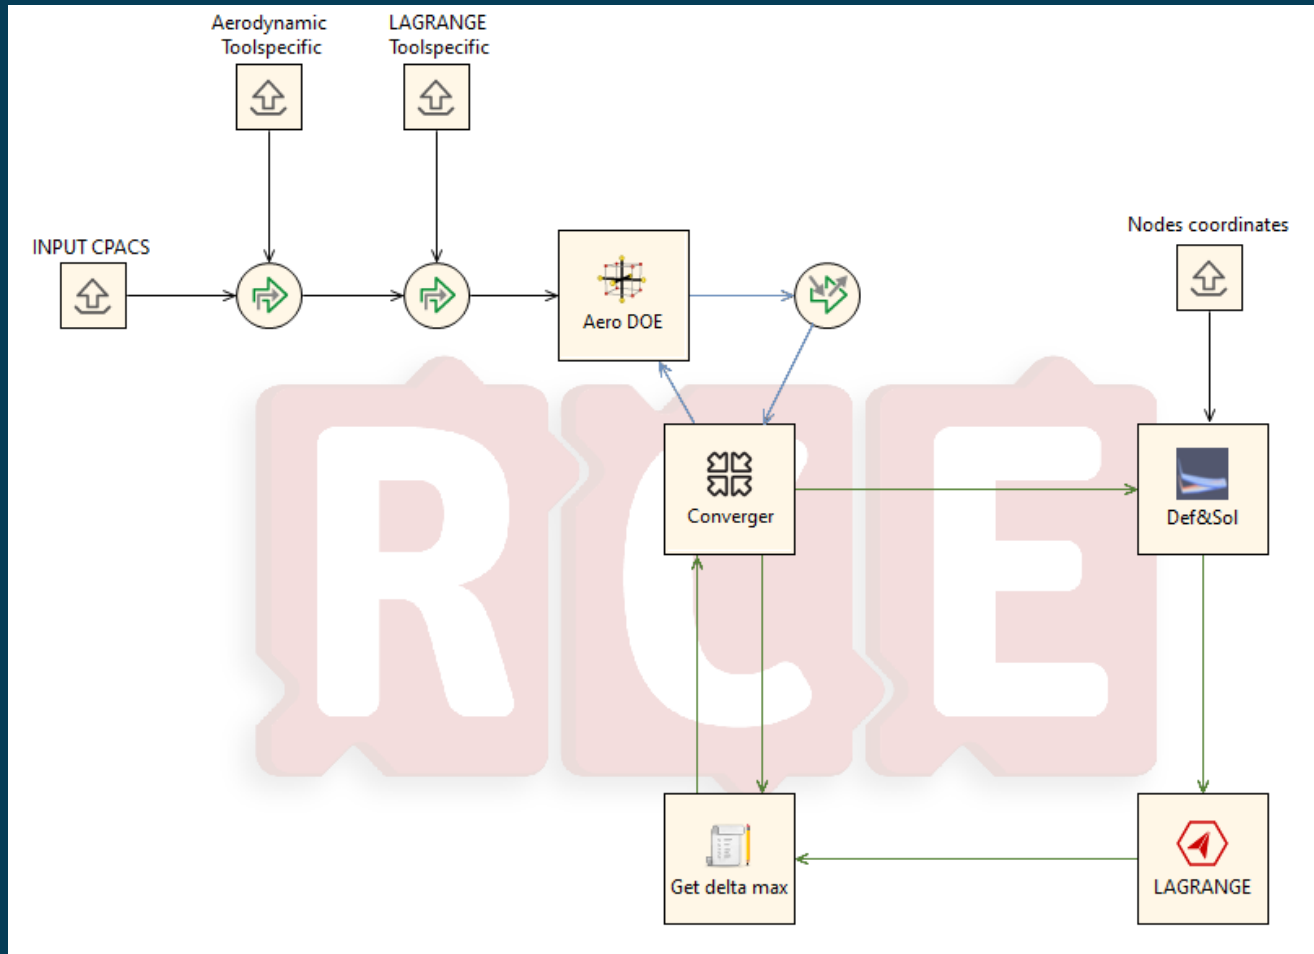 Aerodynamic
Toolspecific
LAGRANGE
Toolspecific
INPUT CPACS
Nodes coordinates
Aero DOE
Converger
Def&Sol
Get delta max
LAGRANGE
RCE